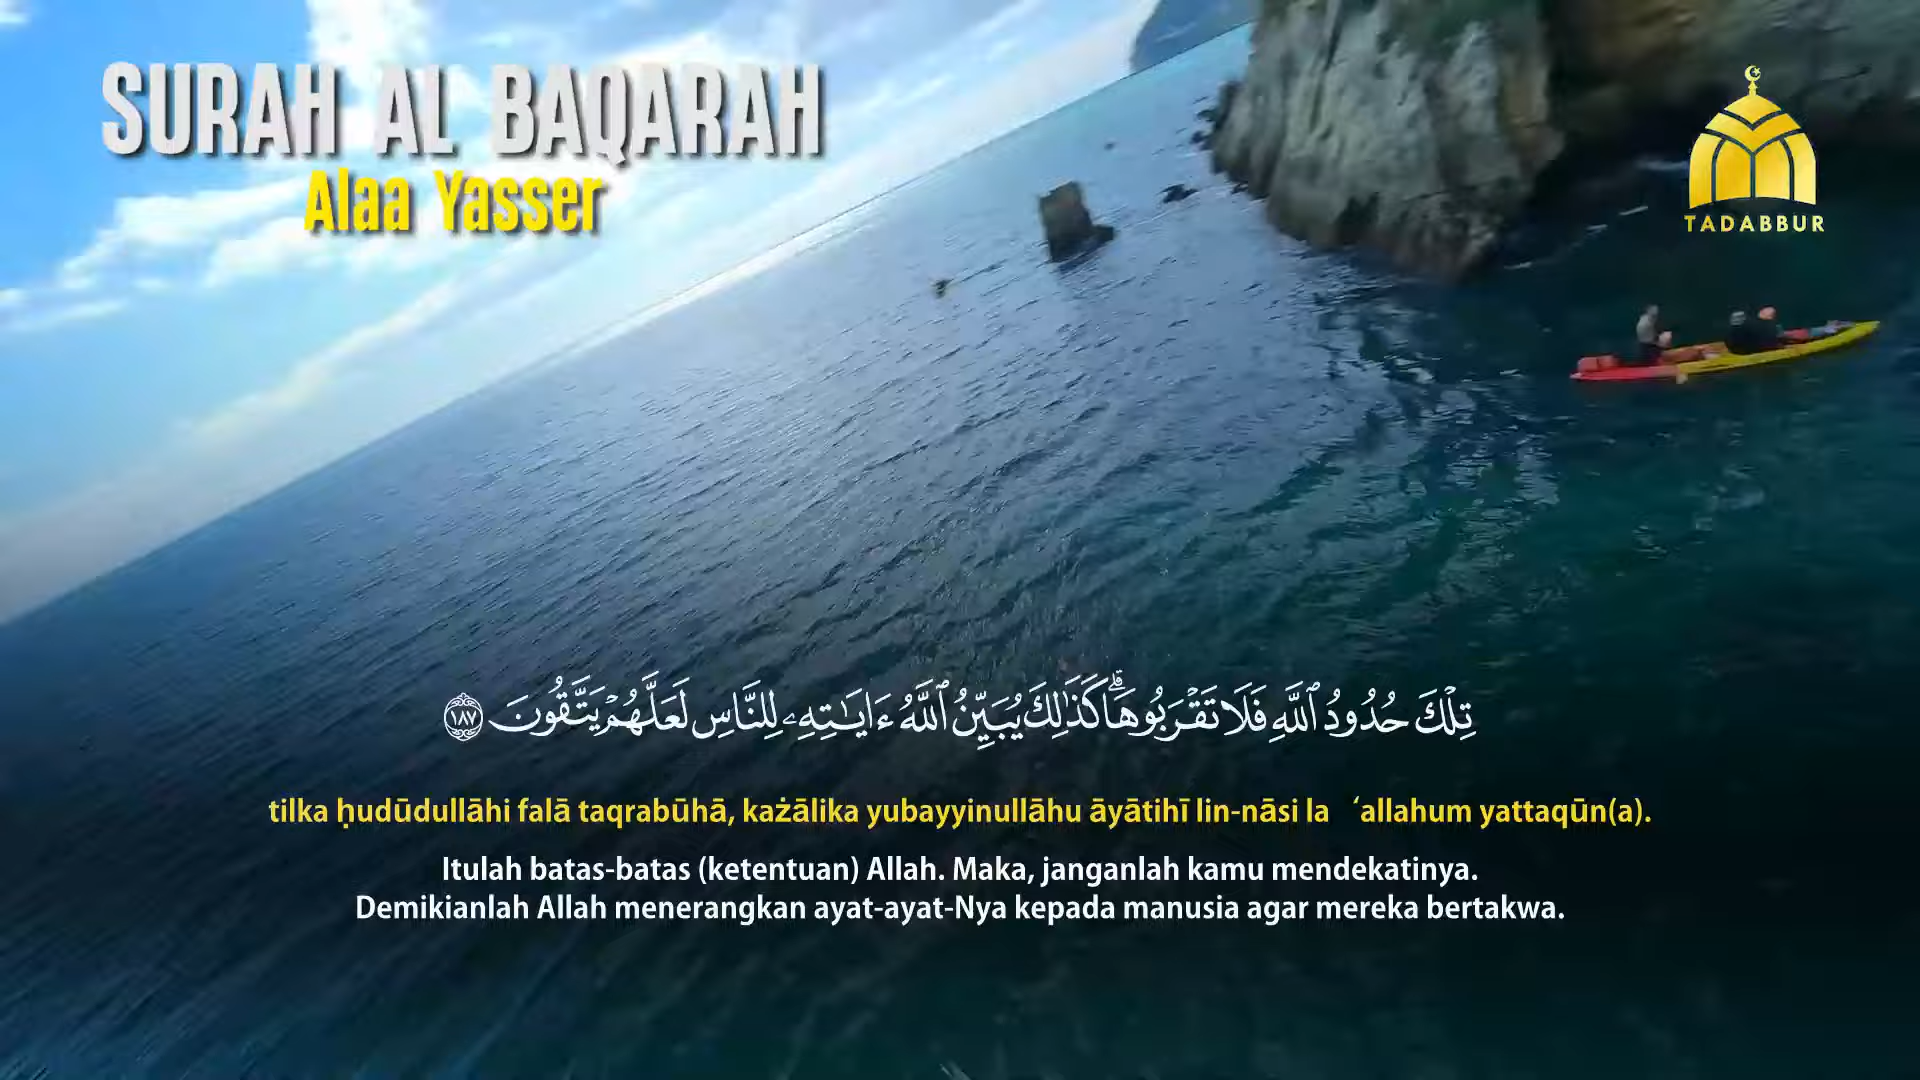 SURAH AL BAQARAH
Alaa Yasser
TADABBUR
تِلْكَ حُدُودُ ٱللَّهِ فَلَا تَقْرَبُوهَاۗ كَذَٰلِكَ يُبَيِّنُ ٱللَّهُ ءَايَـٰتِهِۦ لِلنَّاسِ لَعَلَّهُمْ يَتَّقُونَ ١٨٧
tilka ḥudūdullāhi falā taqrabūhā, każālika yubayyinullāhu āyātihī lin-nāsi la ‘allahum yattaqūn(a).
Itulah batas-batas (ketentuan) Allah. Maka, janganlah kamu mendekatinya.
Demikianlah Allah menerangkan ayat-ayat-Nya kepada manusia agar mereka bertakwa.